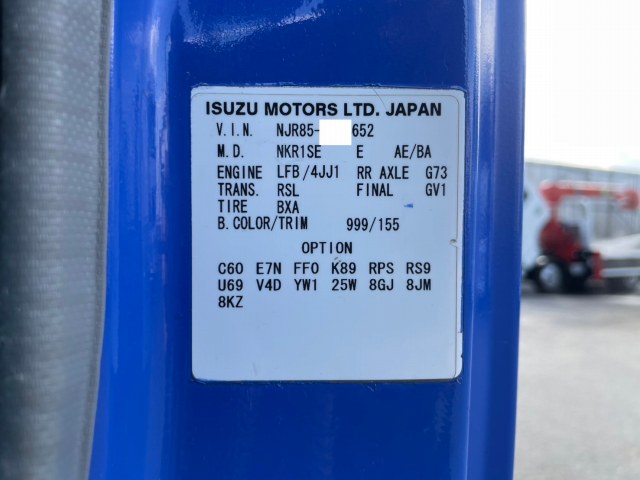 ISUZU MOTORS LTD. JAPAN
V.I.N. NJR85- 652
M.D. NKR1SE E AE/BA
ENGINE LFB/4JJ1 RR AXLE G73
TRANS. RSL FINAL GV1
TIRE BXA
B.COLOR/TRIM 999/155
OPTION
C60 E7N FF0 K89 RPS RS9
U69 V4D YW1 25W 8GJ 8JM
8KZ